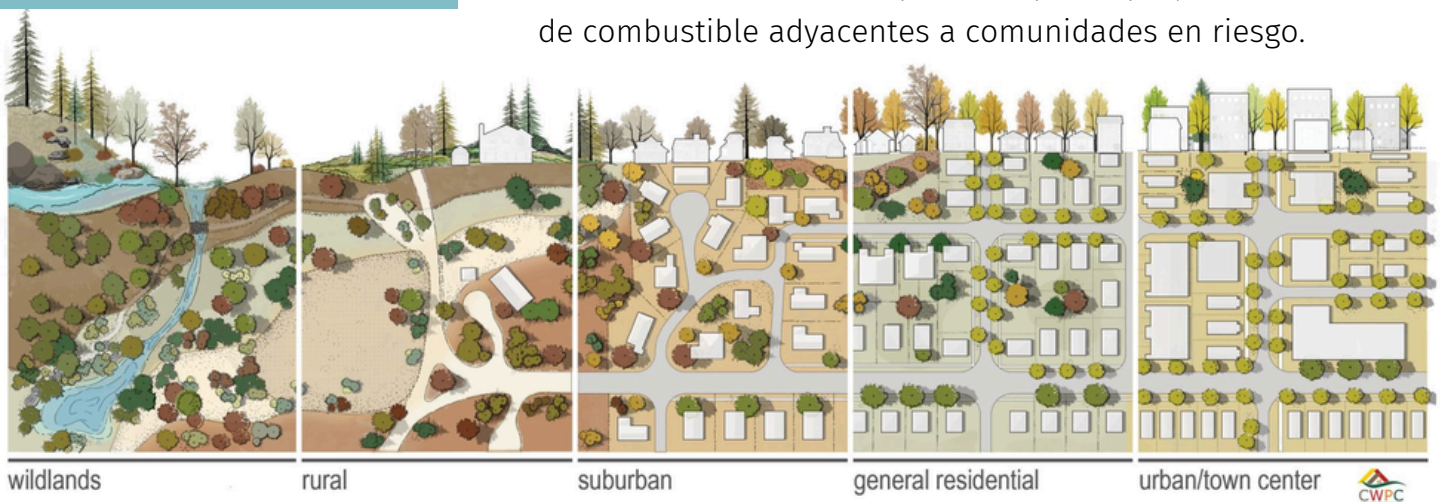 de combustible adyacentes a comunidades en riesgo.
wildlands
rural
suburban
general residential
urban/town center
CWPC